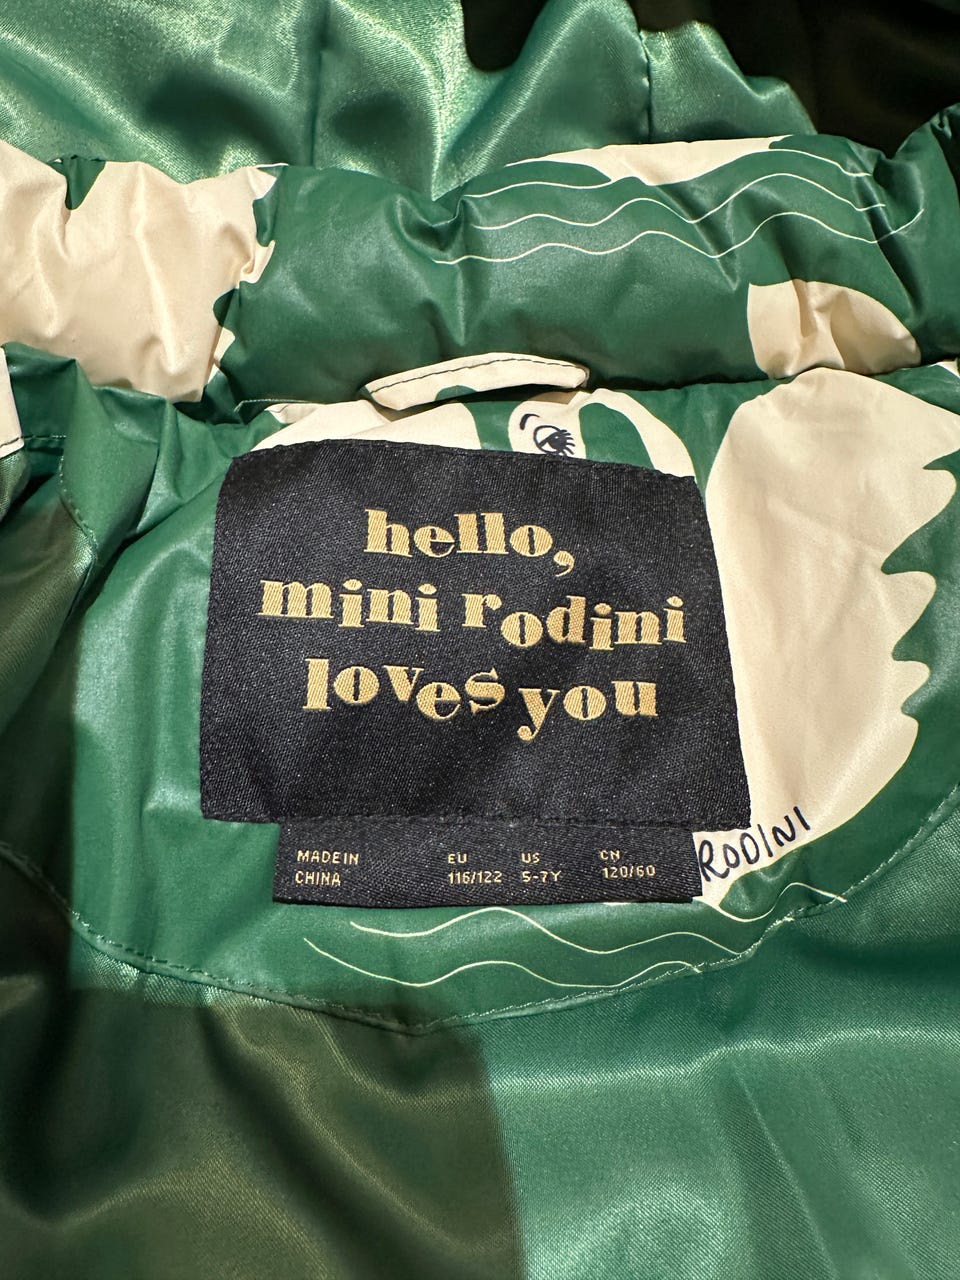 hello,
mini rodini
loves you
MADE IN CHINA
EU 116/122
US 5-7Y
CN 120/60
RODINI